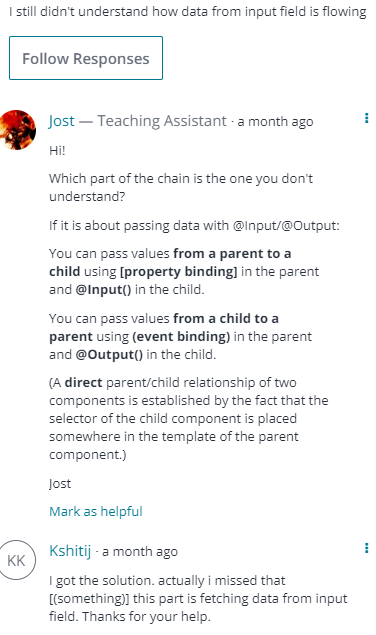 I still didn't understand how data from input field is flowing
Follow Responses
Jost — Teaching Assistant · a month ago
Hi!
Which part of the chain is the one you don't
understand?
If it is about passing data with @Input/@Output:
You can pass values from a parent to a
child using [property binding] in the parent
and @Input() in the child.
You can pass values from a child to a
parent using (event binding) in the parent
and @Output() in the child.
(A direct parent/child relationship of two
components is established by the fact that the
selector of the child component is placed
somewhere in the template of the parent
component.)
Jost
Mark as helpful
KK
Kshitij · a month ago
I got the solution. actually i missed that
[(something)] this part is fetching data from input
field. Thanks for your help.